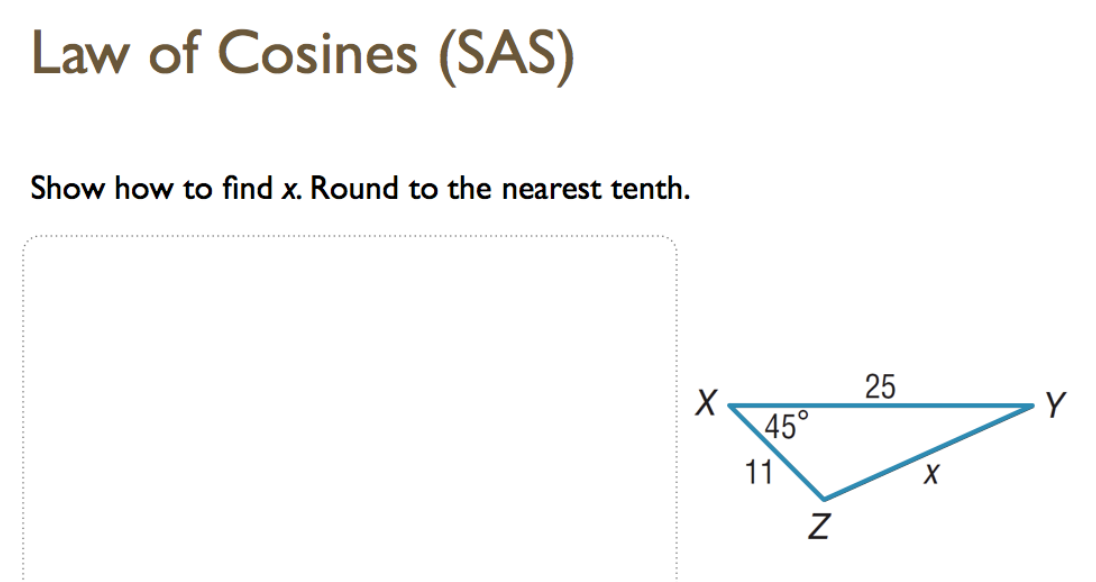 Law of Cosines (SAS)
Show how to find x. Round to the nearest tenth.
25
X
Y
45°
11
x
Z